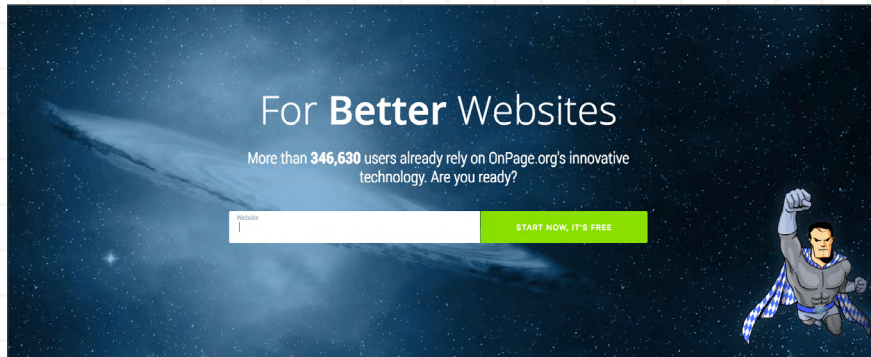 For Better Websites
More than 346,630 users already rely on OnPage.org's innovative
technology. Are you ready?
Website
START NOW, IT'S FREE